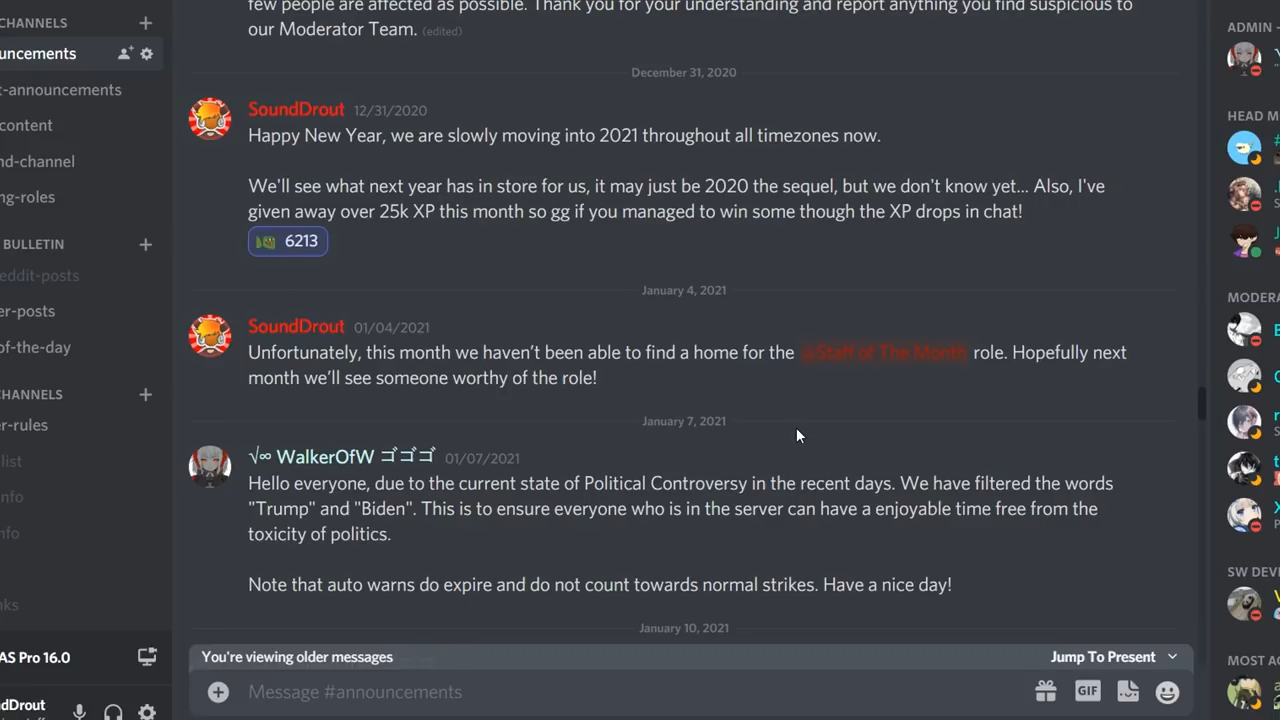 few people are affected as possible. Thank you for your understanding and report anything you find suspicious to
CHANNELS
ADMIN -
our Moderator Team. (edited)
uncements
December 31, 2020
t-announcements
SoundDrout 12/31/2020
HEAD M
content
Happy New Year, we are slowly moving into 2021 throughout all timezones now.
nd-channel
We'll see what next year has in store for us, it may just be 2020 the sequel, but we don't know yet... Also, I've
ng-roles
given away over 25k XP this month so gg if you managed to win some though the XP drops in chat!
BULLETIN
6213
eddit-posts
January 4, 2021
MODERA
er-posts
SoundDrout 01/04/2021
of-the-day
Unfortunately, this month we haven't been able to find a home for the @Staff of The Month role. Hopefully next
month we'll see someone worthy of the role!
CHANNELS
January 7, 2021
er-rules
√∞ WalkerOfW ゴゴゴ 01/07/2021
list
Hello everyone, due to the current state of Political Controversy in the recent days. We have filtered the words
nfo
"Trump" and "Biden". This is to ensure everyone who is in the server can have a enjoyable time free from the
nfo
toxicity of politics.
SW DEV
Note that auto warns do expire and do not count towards normal strikes. Have a nice day!
nks
January 10, 2021
AS Pro 16.0
You're viewing older messages
Jump To Present
MOST AC
Message #announcements
GIF
dDrout